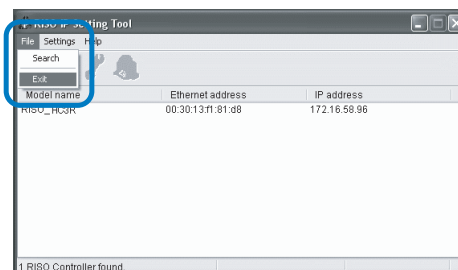 RISO IP Setting Tool
File Settings Help
Search
Exit
Model name Ethernet address IP address
RISO_HC3R 00:30:13:f1:81:d8 172.16.58.96
1 RISO Controller found